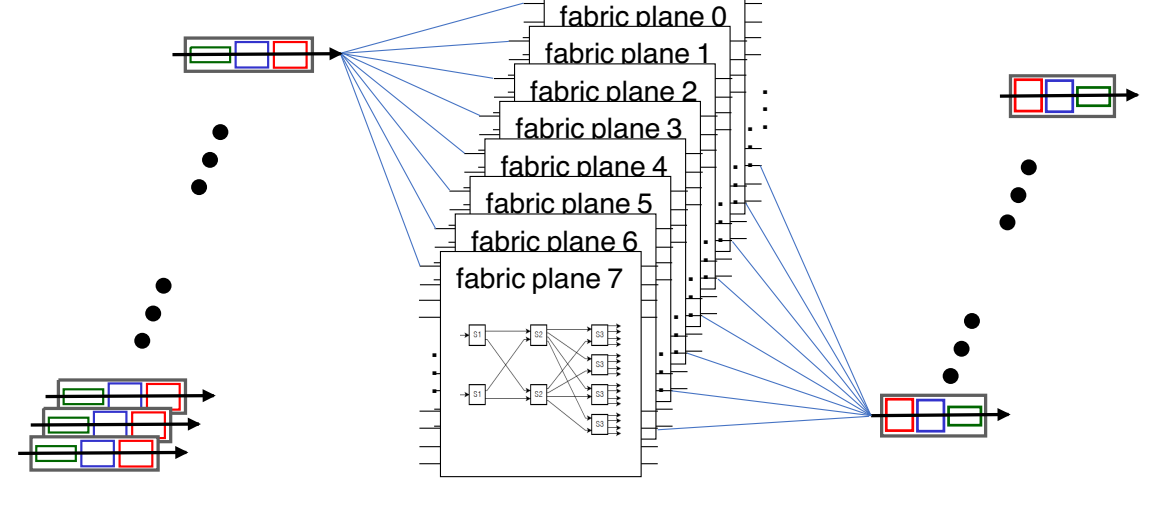 fabric plane 0
fabric plane 1
fabric plane 2
fabric plane 3
fabric plane 4
fabric plane 5
fabric plane 6
fabric plane 7
S1 S2 S3
S3
S1 S2 S3
S3